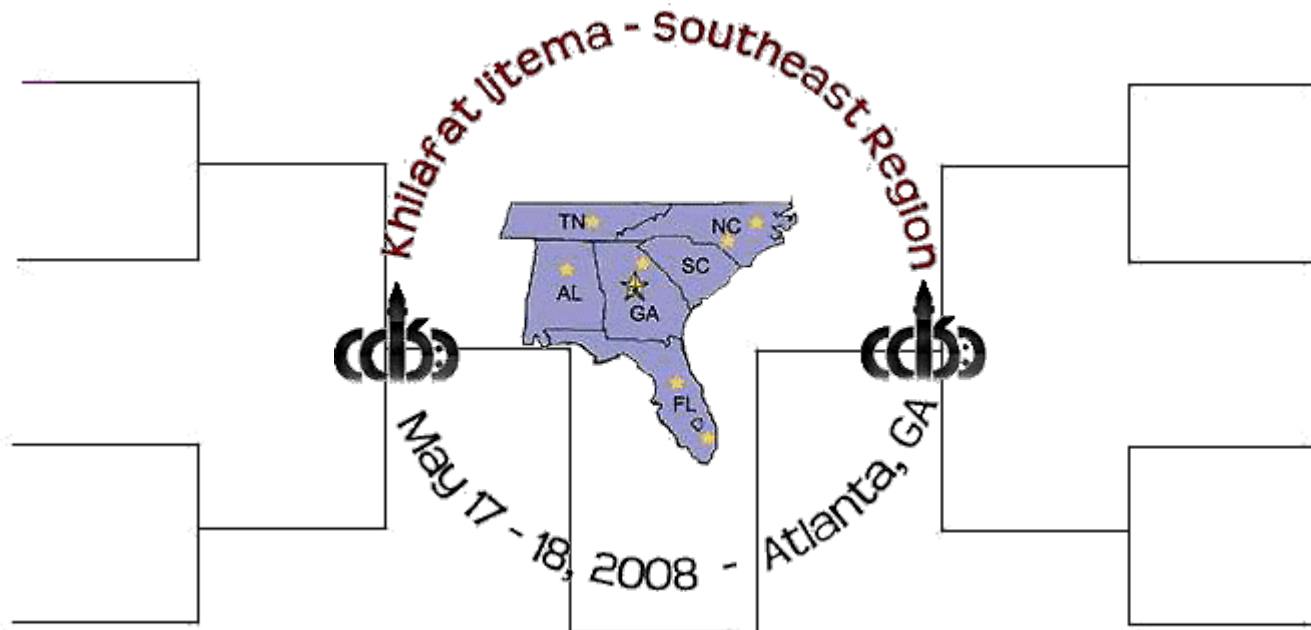 Khilafat Ijtema - Southeast Region
TN
NC
SC
AL
GA
FL
May 17 - 18, 2008 - Atlanta, GA